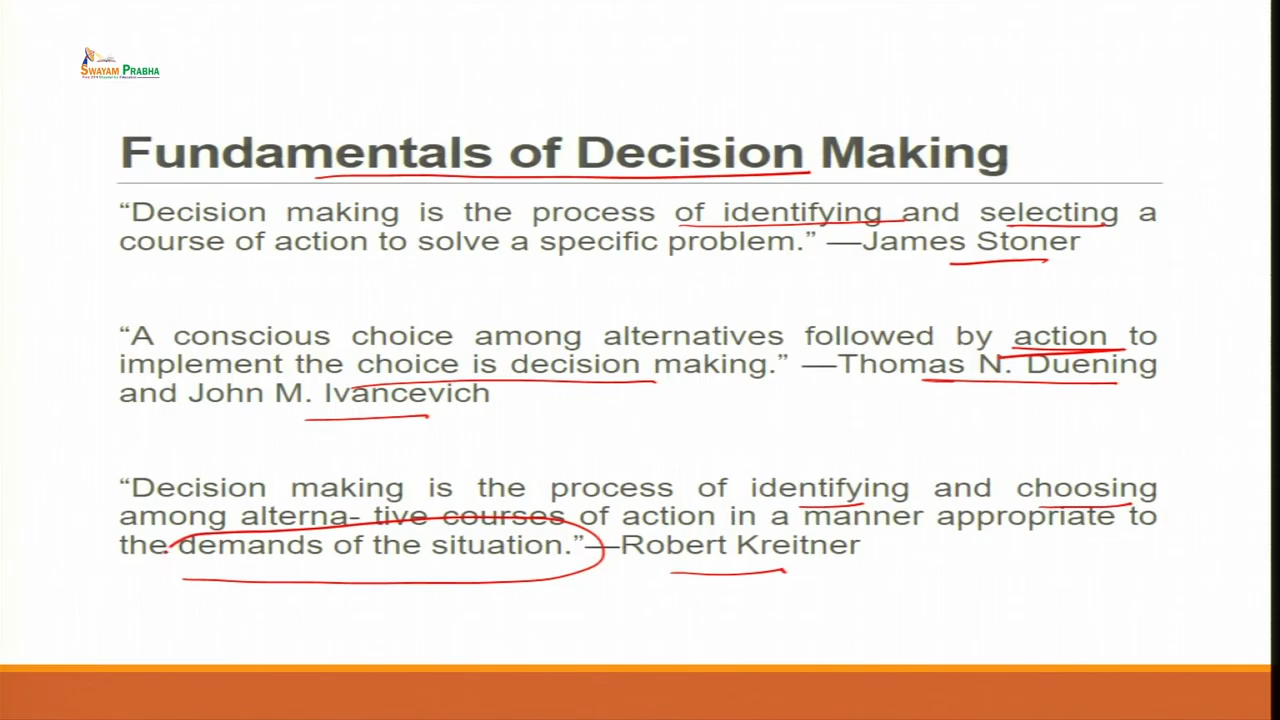 SWAYAM PRABHA
Fundamentals of Decision Making
“Decision making is the process of identifying and selecting a
course of action to solve a specific problem.” —James Stoner
“A conscious choice among alternatives followed by action to
implement the choice is decision making.” —Thomas N. Duening
and John M. Ivancevich
“Decision making is the process of identifying and choosing
among alterna- tive courses of action in a manner appropriate to
the demands of the situation.”—Robert Kreitner